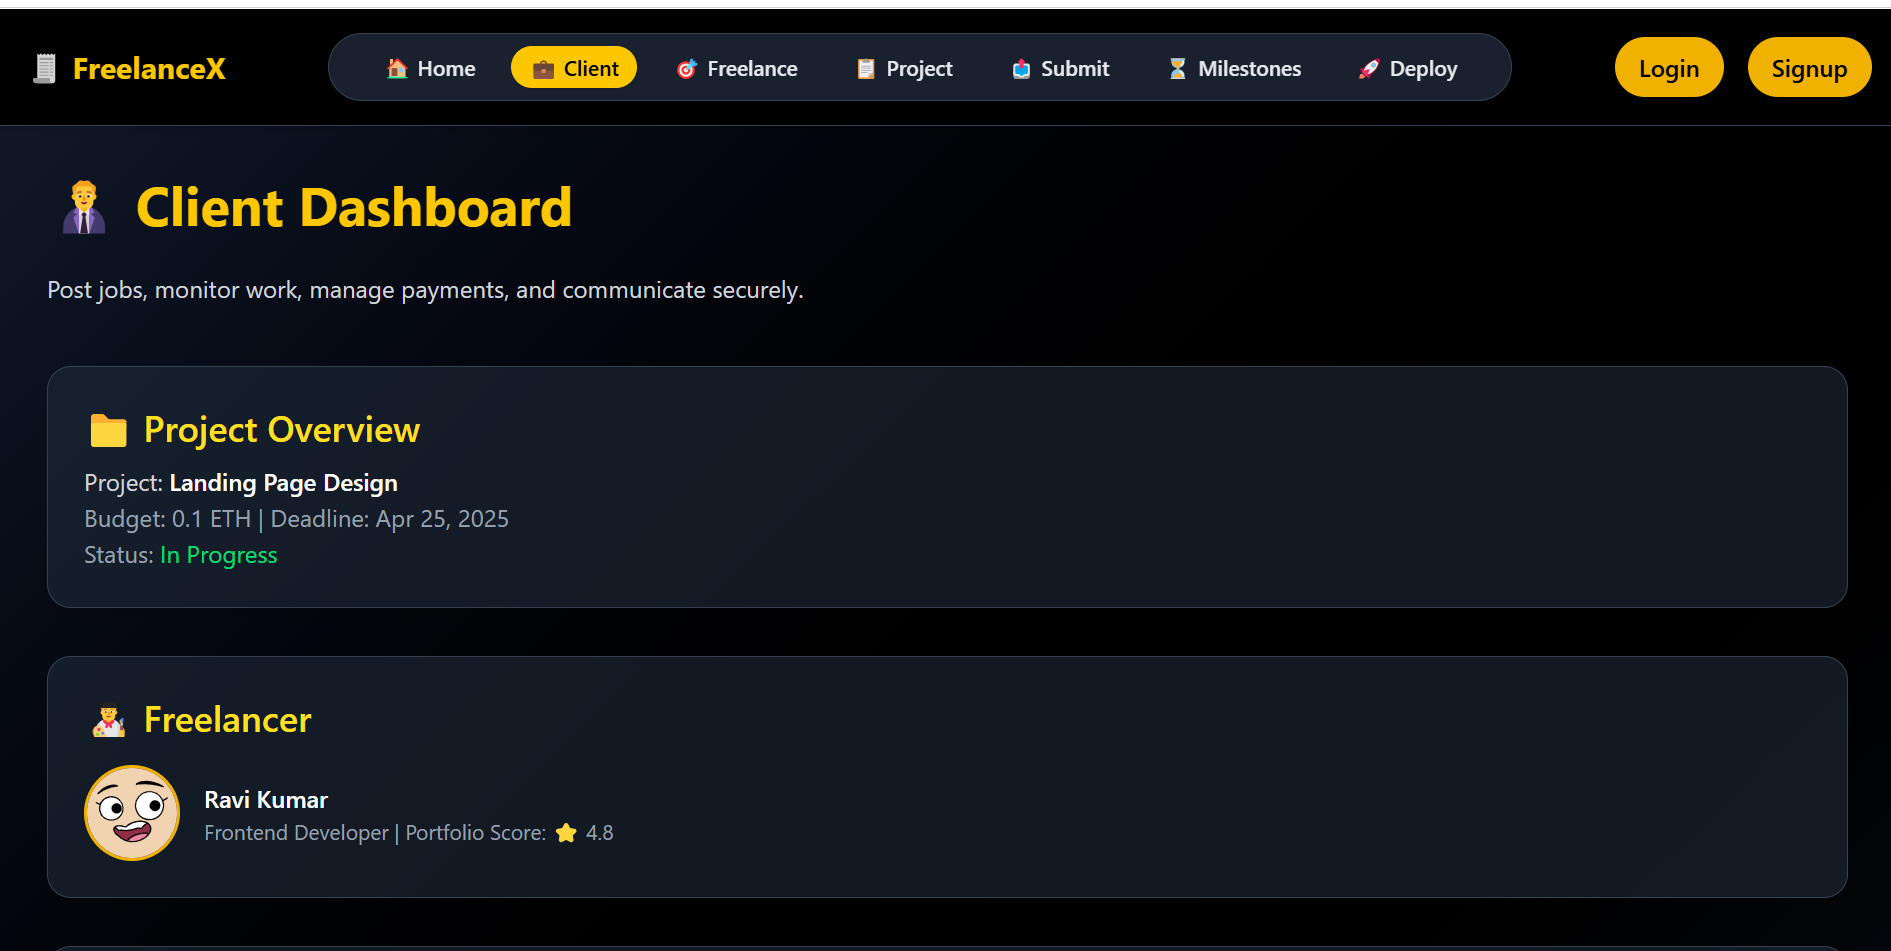 FreelanceX
Home
Client
Freelance
Project
Submit
Milestones
Deploy
Login
Signup
Client Dashboard
Post jobs, monitor work, manage payments, and communicate securely.
Project Overview
Project: Landing Page Design
Budget: 0.1 ETH | Deadline: Apr 25, 2025
Status: In Progress
Freelancer
Ravi Kumar
Frontend Developer | Portfolio Score: ⭐ 4.8